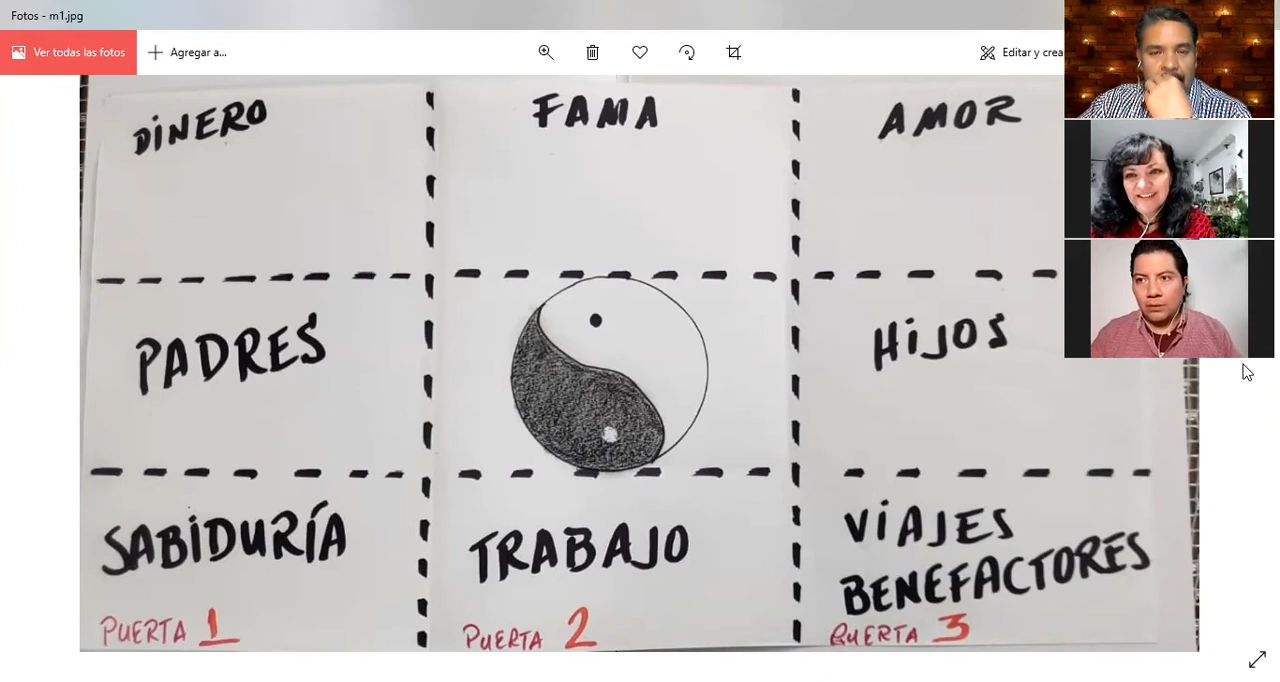 Fotos - m1.jpg
Ver todas las fotos
Agregar a...
Editar y crea
DINERO
FAMA
AMOR
PADRES
HIJOS
SABIDURÍA
TRABAJO
VIAJES
BENEFACTORES
PUERTA 1
PUERTA 2
PUERTA 3